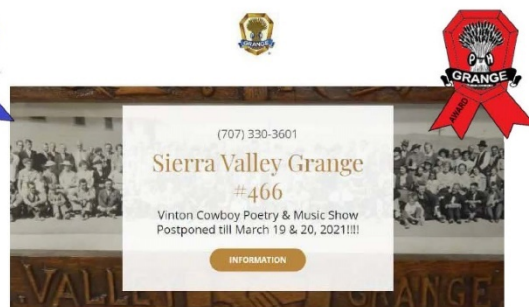 GRANGE
P H
GRANGE
AWARD
(707) 330-3601
Sierra Valley Grange
#466
Vinton Cowboy Poetry & Music Show
Postponed till March 19 & 20, 2021!!!!
INFORMATION
VALLEY GRANGE